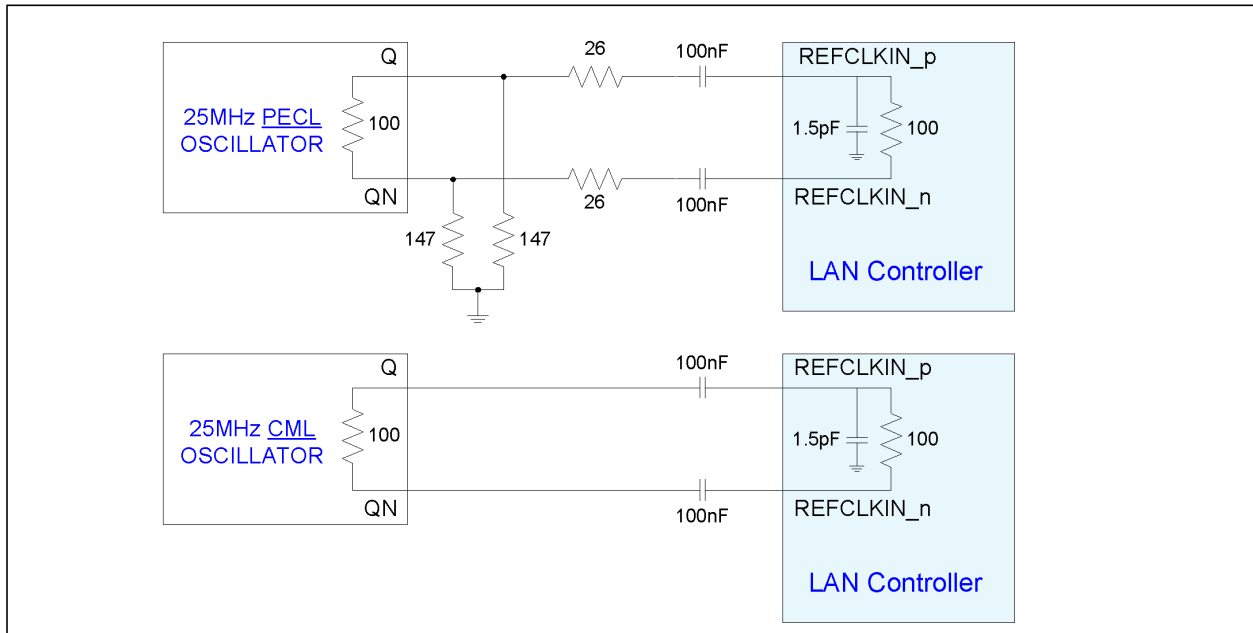 Q
26
100nF
REFCLKIN_p
25MHz PECL
OSCILLATOR
100
1.5pF
100
QN
26
100nF
REFCLKIN_n
147
147
LAN Controller
Q
100nF
REFCLKIN_p
25MHz CML
OSCILLATOR
100
1.5pF
100
QN
100nF
REFCLKIN_n
LAN Controller